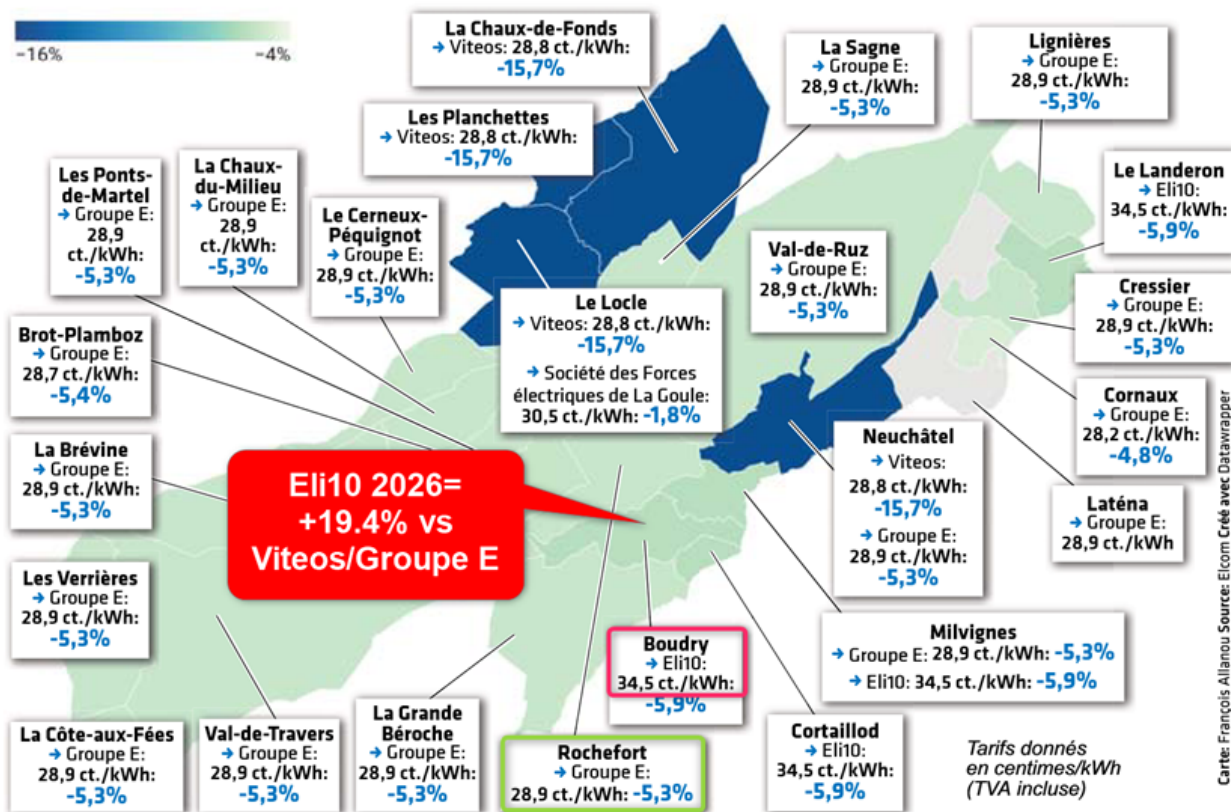 −16%
−4%
La Chaux-de-Fonds
→ Viteos: 28,8 ct./kWh:
-15,7%
La Sagne
→ Groupe E:
28,9 ct./kWh:
-5,3%
Lignières
→ Groupe E:
28,9 ct./kWh:
-5,3%
Les Planchettes
→ Viteos: 28,8 ct./kWh:
-15,7%
Les Ponts-
de-Martel
→ Groupe E:
28,9
ct./kWh:
-5,3%
La Chaux-
du-Milieu
→ Groupe E:
28,9
ct./kWh:
-5,3%
Le Cerneux-
Péquignot
→ Groupe E:
28,9 ct./kWh:
-5,3%
Le Landeron
→ Eli10:
34,5 ct./kWh:
-5,9%
Val-de-Ruz
→ Groupe E:
28,9 ct./kWh:
-5,3%
Cressier
→ Groupe E:
28,9 ct./kWh:
-5,3%
Le Locle
→ Viteos: 28,8 ct./kWh:
-15,7%
→ Société des Forces
électriques de La Goule:
30,5 ct./kWh: -1,8%
Brot-Plamboz
→ Groupe E:
28,7 ct./kWh:
-5,4%
Cornaux
→ Groupe E:
28,2 ct./kWh:
-4,8%
La Brévine
→ Groupe E:
28,9 ct./kWh:
-5,3%
Eli10 2026=
+19.4% vs
Viteos/Groupe E
Neuchâtel
→ Viteos:
28,8 ct./kWh:
-15,7%
→ Groupe E:
28,9 ct./kWh:
-5,3%
Laténa
→ Groupe E:
28,9 ct./kWh
Les Verrières
→ Groupe E:
28,9 ct./kWh:
-5,3%
Boudry
→ Eli10:
34,5 ct./kWh:
-5,9%
Milvignes
→ Groupe E: 28,9 ct./kWh: -5,3%
→ Eli10: 34,5 ct./kWh: -5,9%
La Côte-aux-Fées
→ Groupe E:
28,9 ct./kWh:
-5,3%
Val-de-Travers
→ Groupe E:
28,9 ct./kWh:
-5,3%
La Grande
Béroche
→ Groupe E:
28,9 ct./kWh:
-5,3%
Rochefort
→ Groupe E:
28,9 ct./kWh: -5,3%
Cortaillod
→ Eli10:
34,5 ct./kWh:
-5,9%
Tarifs donnés
en centimes/kWh
(TVA incluse)
Carte: François Allanou Source: Elcom Créé avec Datawrapper